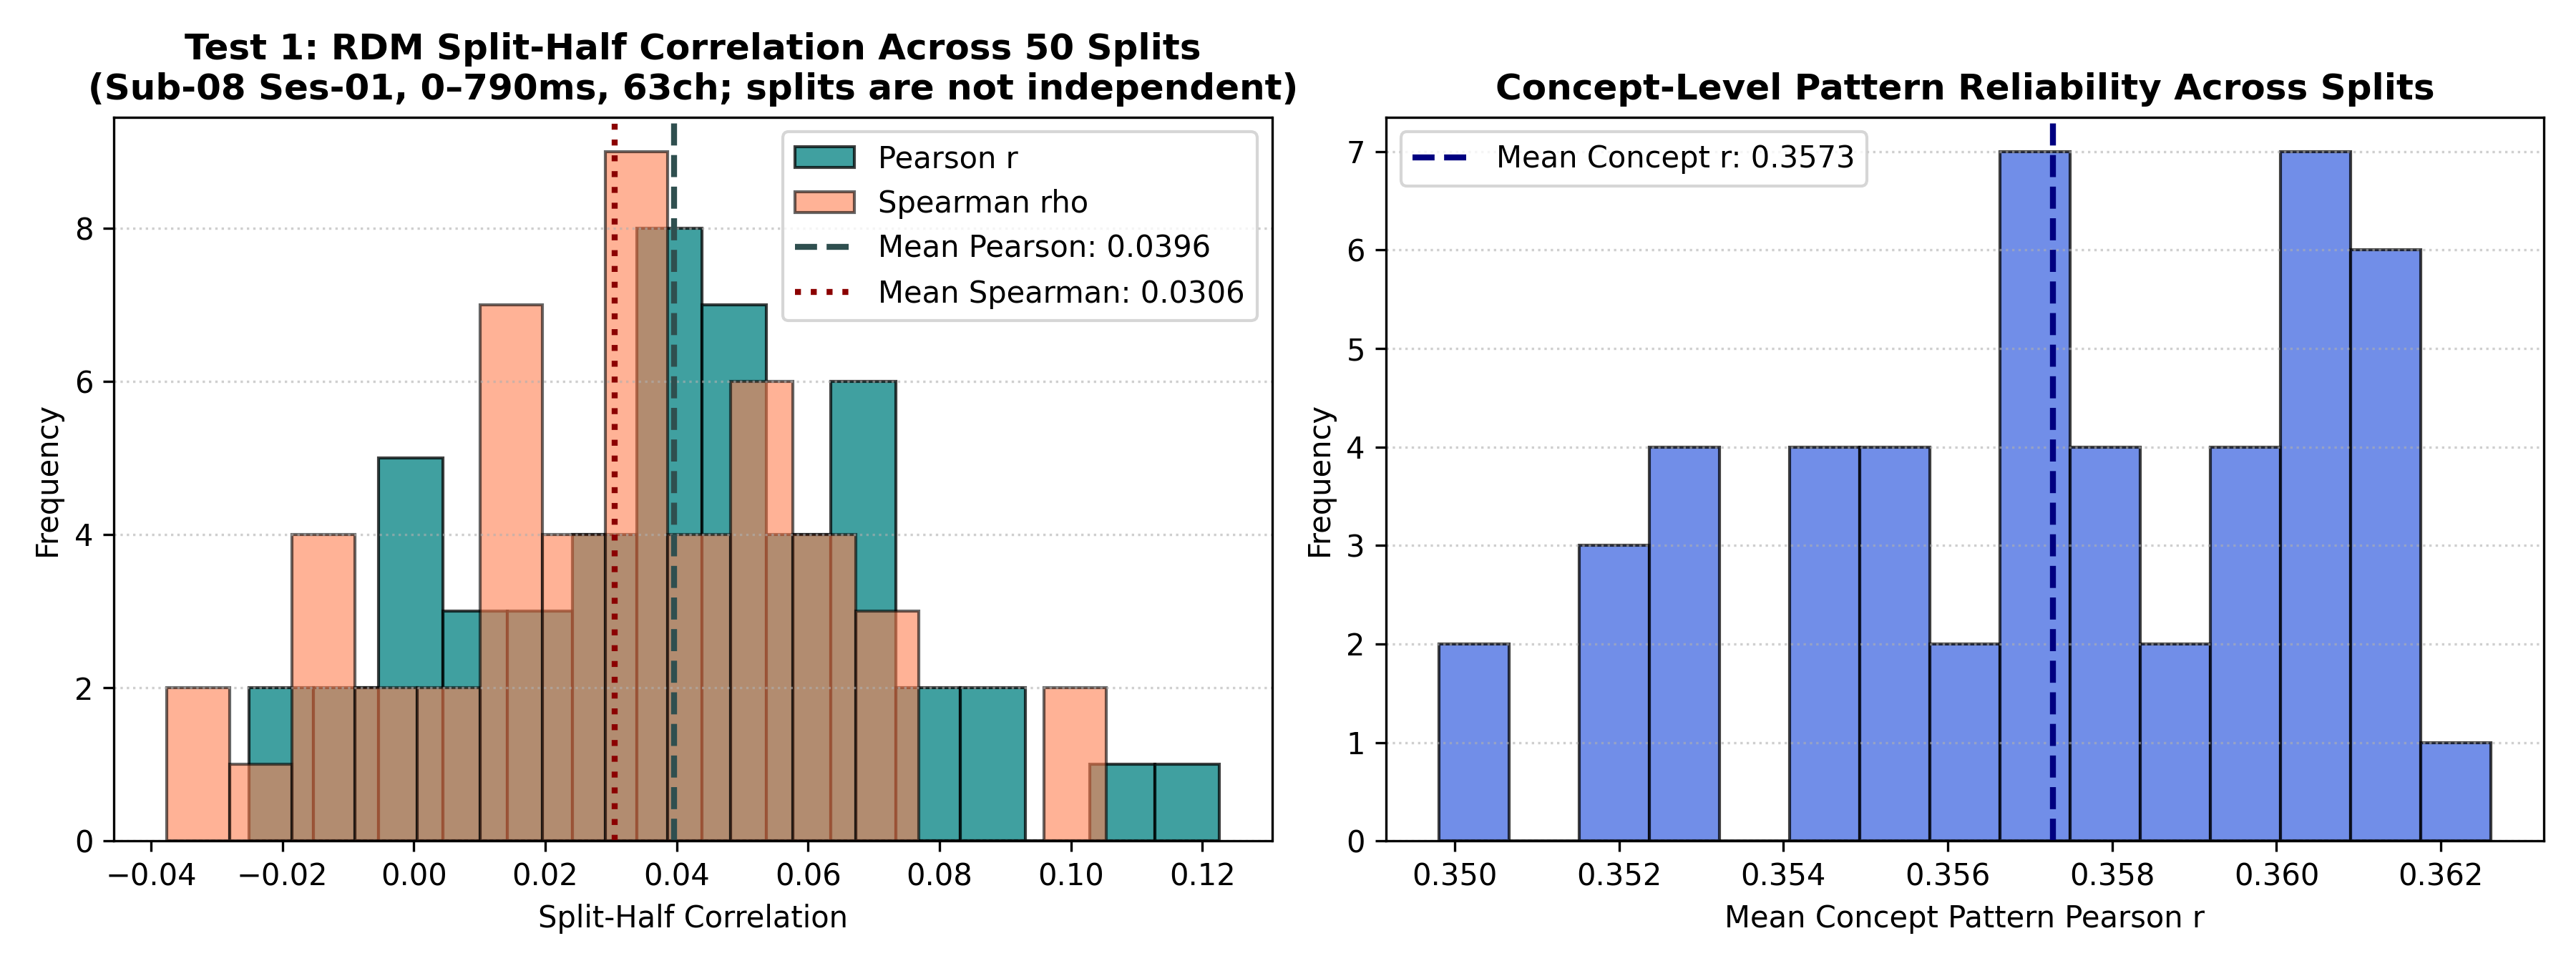 Test 1: RDM Split-Half Correlation Across 50 Splits
(Sub-08 Ses-01, 0–790ms, 63ch; splits are not independent)
Pearson r
Spearman rho
Mean Pearson: 0.0396
Mean Spearman: 0.0306
Frequency
8
6
4
2
0
−0.04
−0.02
0.00
0.02
0.04
0.06
0.08
0.10
0.12
Split-Half Correlation
Concept-Level Pattern Reliability Across Splits
Mean Concept r: 0.3573
Frequency
7
6
5
4
3
2
1
0
0.350
0.352
0.354
0.356
0.358
0.360
0.362
Mean Concept Pattern Pearson r